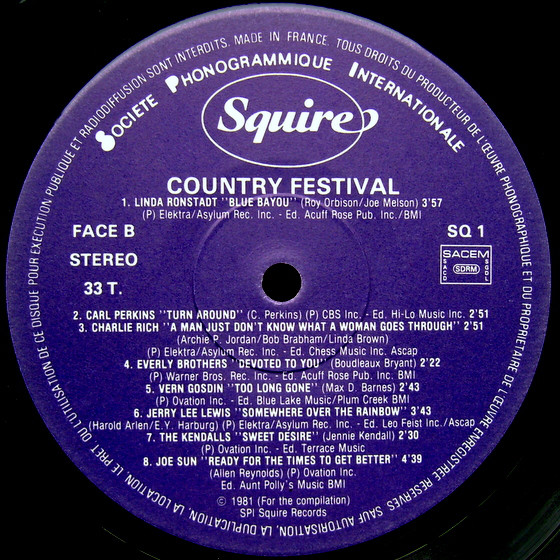 SOCIETE PHONOGRAMMIQUE INTERNATIONALE
Squire
COUNTRY FESTIVAL
1. LINDA RONSTADT "BLUE BAYOU" (Roy Orbison/Joe Melson) 3'57
(P) Elektra/Asylum Rec. Inc. - Ed. Acuff Rose Pub. Inc./BMI
FACE B
SQ 1
STEREO
SACEM
SACD
SDRM
SGDL
33 T.
2. CARL PERKINS "TURN AROUND" (C. Perkins) (P) CBS Inc. - Ed. Hi-Lo Music Inc. 2'51
3. CHARLIE RICH "A MAN JUST DON'T KNOW WHAT A WOMAN GOES THROUGH" 2'51
(Archie P. Jordan/Bob Brabham/Linda Brown)
(P) Elektra/Asylum Rec. Inc. - Ed. Chess Music Inc. Ascap
4. EVERLY BROTHERS "DEVOTED TO YOU" (Boudleaux Bryant) 2'22
(P) Warner Bros. Rec. Inc. - Ed. Acuff Rose Pub. Inc. BMI
5. VERN GOSDIN "TOO LONG GONE" (Max D. Barnes) 2'43
(P) Ovation Inc. - Ed. Blue Lake Music/Plum Creek BMI
6. JERRY LEE LEWIS "SOMEWHERE OVER THE RAINBOW" 3'43
(Harold Arlen/E.Y. Harburg) (P) Elektra/Asylum Rec. Inc. - Ed. Leo Feist Inc./Ascap
7. THE KENDALLS "SWEET DESIRE" (Jennie Kendall) 2'30
(P) Ovation Inc. - Ed. Terrace Music
8. JOE SUN "READY FOR THE TIMES TO GET BETTER" 4'39
(Allen Reynolds) (P) Ovation Inc.
Ed. Aunt Polly's Music BMI
© 1981 (For the compilation)
SPI Squire Records
MADE IN FRANCE. TOUS DROITS DU PRODUCTEUR DE L'ŒUVRE PHONOGRAPHIQUE ET DU PROPRIETAIRE DE L'ŒUVRE ENREGISTREE RESERVES SAUF AUTORISATION, LA DUPLICATION, LA LOCATION, LE PRET OU L'UTILISATION DE CE DISQUE POUR EXECUTION PUBLIQUE ET RADIODIFFUSION SONT INTERDITS.